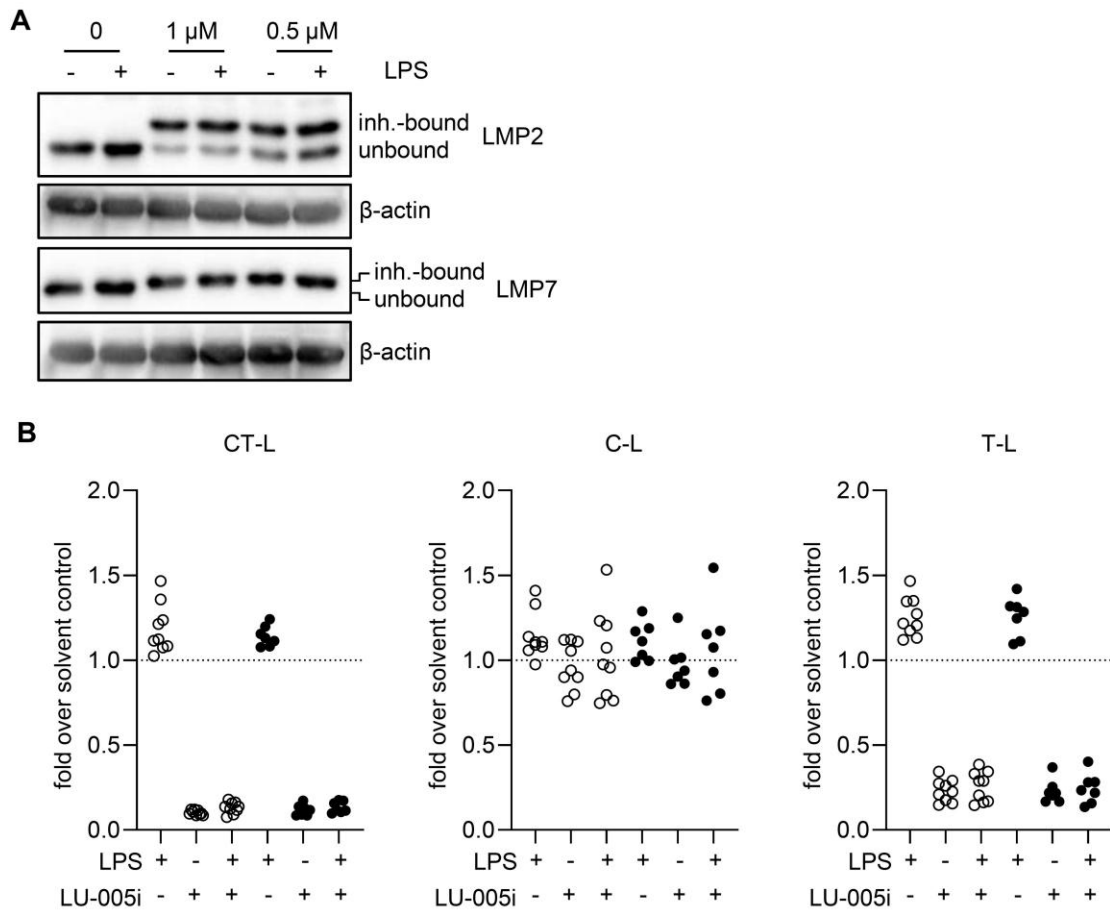 A
0 1 µM 0.5 µM
- + - + - + LPS
inh.-bound
unbound
LMP2
β-actin
inh.-bound
unbound
LMP7
β-actin
B
CT-L
fold over solvent control
2.0
1.5
1.0
0.5
0.0
LPS + - + + - +
LU-005i - + + - + +
C-L
fold over solvent control
2.0
1.5
1.0
0.5
0.0
+ - + + - +
- + + - + +
T-L
fold over solvent control
2.0
1.5
1.0
0.5
0.0
LPS + - + + - +
LU-005i - + + - + +